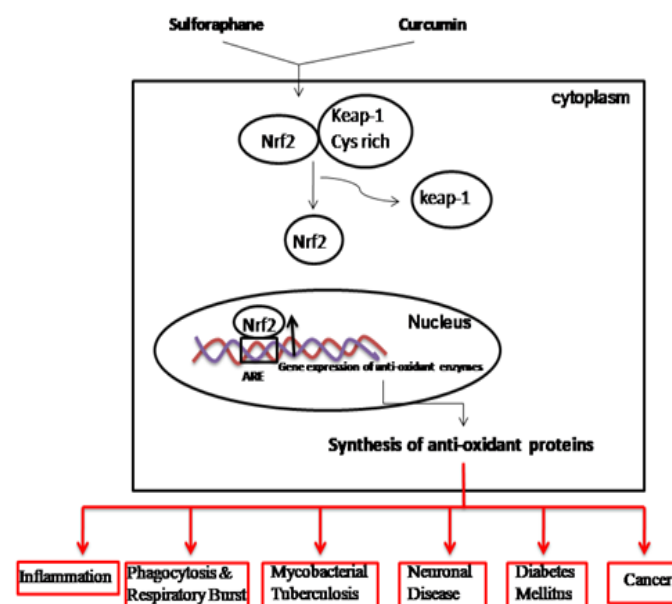 Sulforaphane Curcumin
cytoplasm
Keap-1
Cys rich
Nrf2
keap-1
Nrf2
Nucleus
Nrf2
Gene expression of anti-oxidant enzymes
ARE
Synthesis of anti-oxidant proteins
Inflammation
Phagocytosis &
Respiratory Burst
Mycobacterial
Tuberculosis
Neuronal
Disease
Diabetes
Mellitus
Cancer